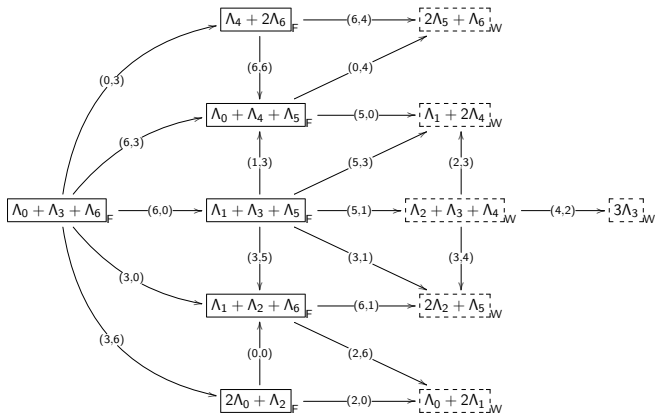 Λ₄ + 2Λ₆ F (6,4) 2Λ₅ + Λ₆ W
(0,3) (6,6) (0,4)
Λ₀ + Λ₄ + Λ₅ F (5,0) Λ₁ + 2Λ₄ W
(6,3) (1,3) (5,3) (2,3)
Λ₀ + Λ₃ + Λ₆ F (6,0) Λ₁ + Λ₃ + Λ₅ F (5,1) Λ₂ + Λ₃ + Λ₄ W (4,2) 3Λ₃ W
(3,0) (3,5) (3,1) (3,4)
Λ₁ + Λ₂ + Λ₆ F (6,1) 2Λ₂ + Λ₅ W
(3,6) (0,0) (2,6)
2Λ₀ + Λ₂ F (2,0) Λ₀ + 2Λ₁ W